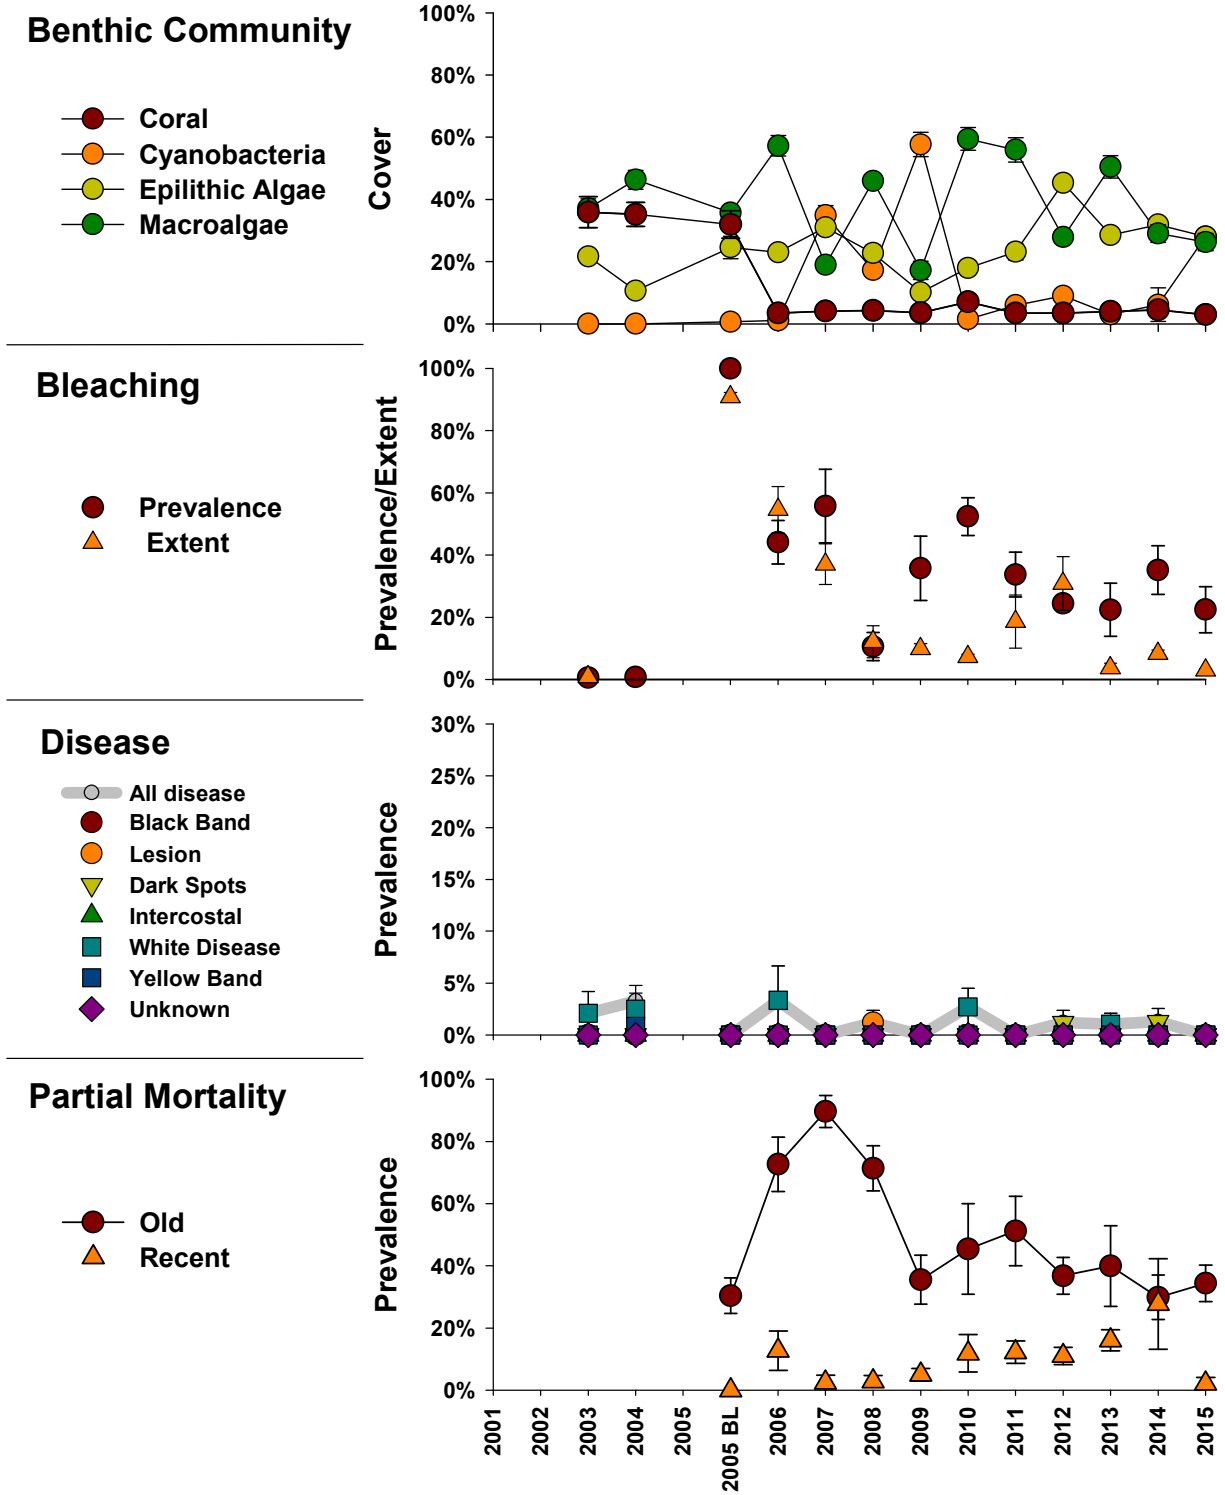 Benthic Community
Coral
Cyanobacteria
Epilithic Algae
Macroalgae
Cover
100%
80%
60%
40%
20%
0%
Bleaching
Prevalence
Extent
Prevalence/Extent
100%
80%
60%
40%
20%
0%
Disease
All disease
Black Band
Lesion
Dark Spots
Intercostal
White Disease
Yellow Band
Unknown
Prevalence
30%
25%
20%
15%
10%
5%
0%
Partial Mortality
Old
Recent
Prevalence
100%
80%
60%
40%
20%
0%
2001
2002
2003
2004
2005
2005 BL
2006
2007
2008
2009
2010
2011
2012
2013
2014
2015